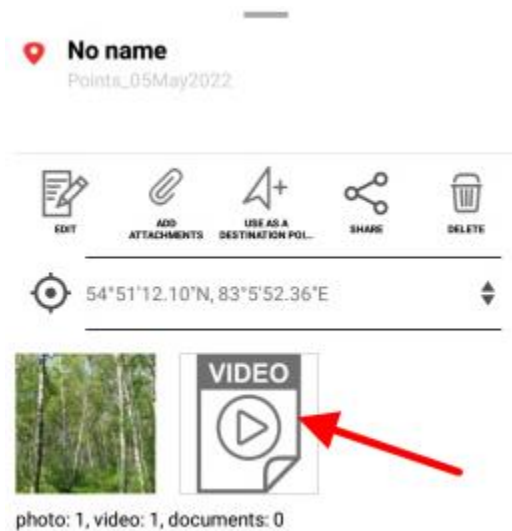 No name
Points_05May2022
EDIT
ADD
ATTACHMENTS
USE AS A
DESTINATION POI...
SHARE
DELETE
54°51'12.10"N, 83°5'52.36"E
VIDEO
photo: 1, video: 1, documents: 0